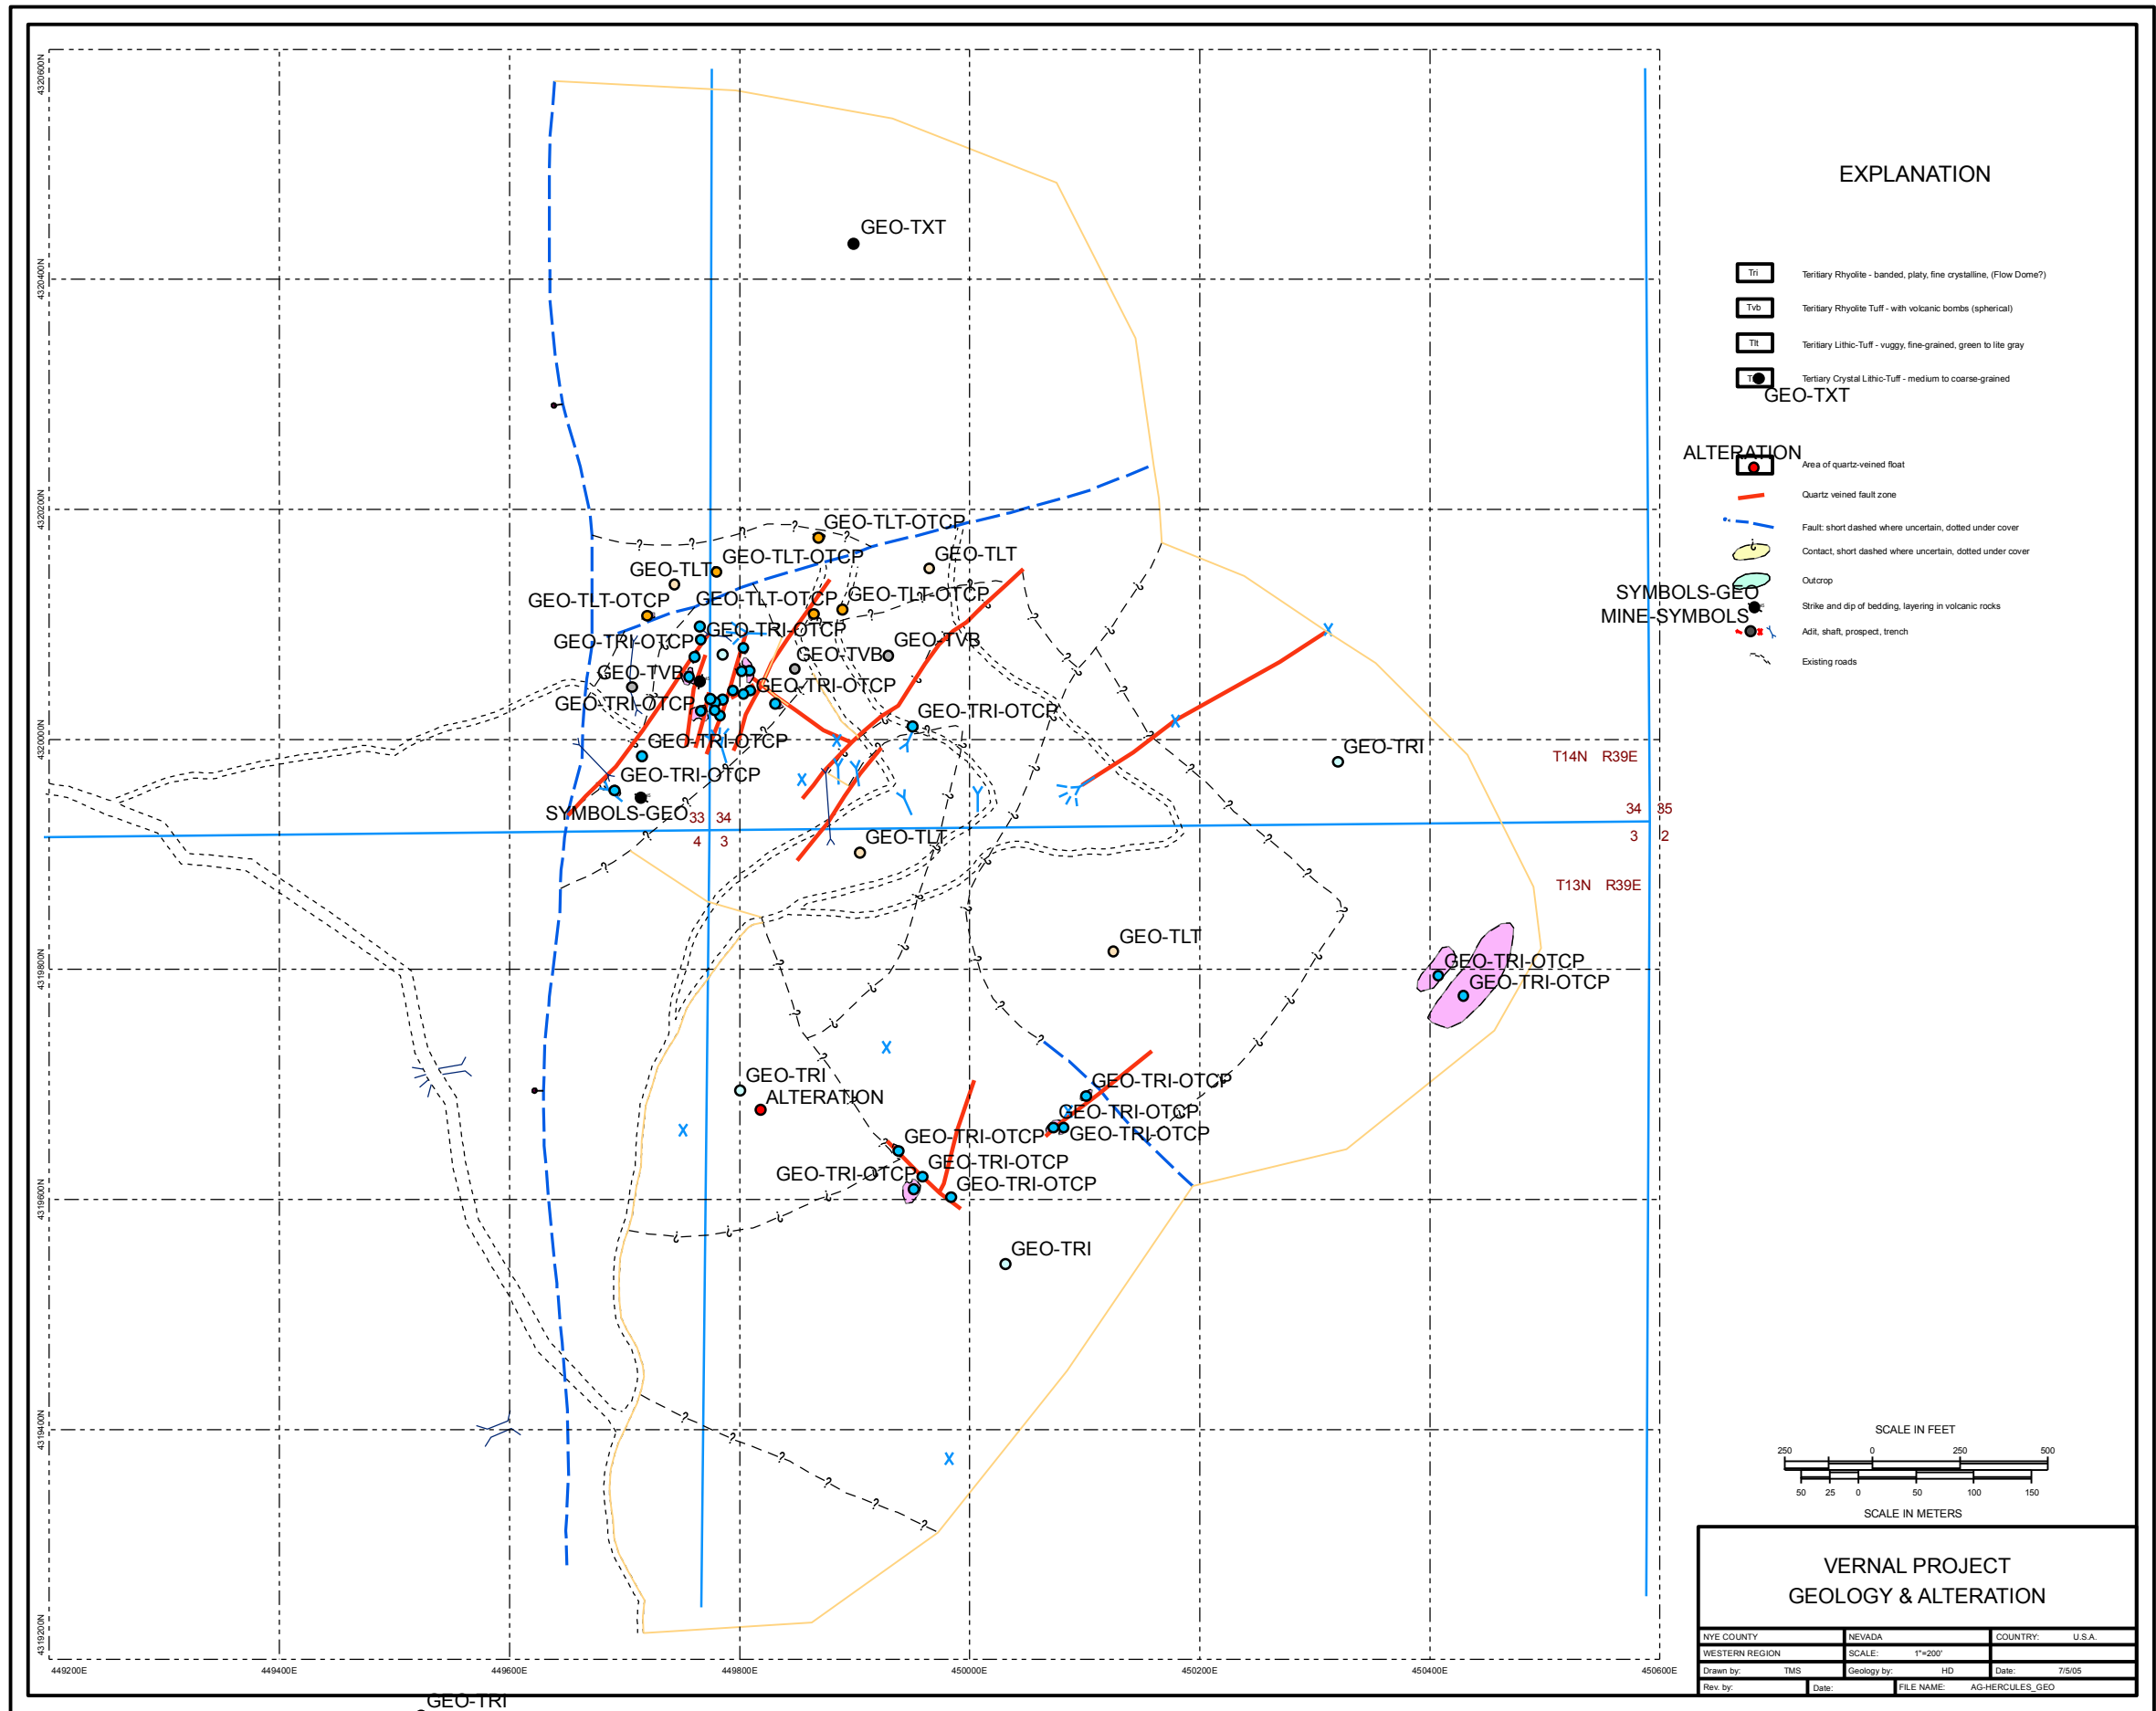 EXPLANATION
Tri
Teritiary Rhyolite - banded, platy, fine crystalline, (Flow Dome?)
Tvb
Teritiary Rhyolite Tuff - with volcanic bombs (spherical)
Tlt
Teritiary Lithic-Tuff - vuggy, fine-grained, green to lite gray
Tertiary Crystal Lithic-Tuff - medium to coarse-grained
GEO-TXT
ALTERATION
Area of quartz-veined float
Quartz veined fault zone
Fault: short dashed where uncertain, dotted under cover
Contact, short dashed where uncertain, dotted under cover
Outcrop
SYMBOLS-GEO
Strike and dip of bedding, layering in volcanic rocks
MINE-SYMBOLS
Adit, shaft, prospect, trench
Existing roads
4320600N
4320400N
4320200N
4320000N
4319800N
4319600N
4319400N
4319200N
GEO-TXT
GEO-TLT-OTCP
GEO-TLT-OTCP
GEO-TLT
GEO-TLT
GEO-TLT-OTCP
GEO-TLT-OTCP
GEO-TLT-OTCP
GEO-TRI-OTCP
GEO-TRI-OTCP
GEO-TVB
GEO-TVB
GEO-TVB
GEO-TRI-OTCP
GEO-TRI-OTCP
GEO-TRI-OTCP
GEO-TRI-OTCP
GEO-TRI
T14N R39E
GEO-TRI-OTCP
SYMBOLS-GEO
33 34
4 3
34 35
3 2
GEO-TLT
T13N R39E
GEO-TLT
GEO-TRI-OTCP
GEO-TRI-OTCP
GEO-TRI
ALTERATION
GEO-TRI-OTCP
GEO-TRI-OTCP
GEO-TRI-OTCP
GEO-TRI-OTCP
GEO-TRI-OTCP
GEO-TRI-OTCP
GEO-TRI-OTCP
GEO-TRI
449200E 449400E 449600E 449800E 450000E 450200E 450400E 450600E
GEO-TRI
SCALE IN FEET
250 0 250 500
50 25 0 50 100 150
SCALE IN METERS
VERNAL PROJECT
GEOLOGY & ALTERATION
NYE COUNTY NEVADA COUNTRY: U.S.A.
WESTERN REGION SCALE: 1"=200'
Drawn by: TMS Geology by: HD Date: 7/5/05
Rev. by: Date: FILE NAME: AG-HERCULES_GEO